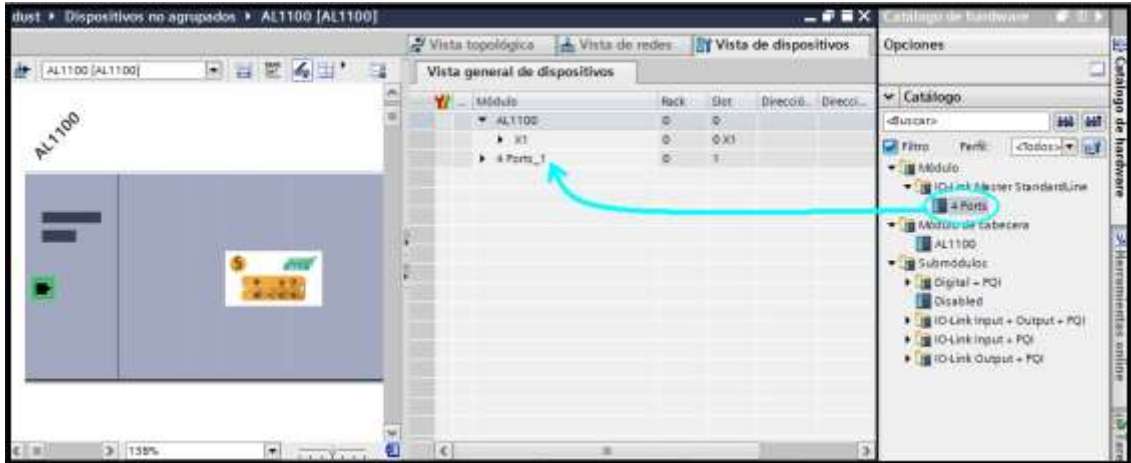 dust ▸ Dispositivos no agrupados ▸ AL1100 [AL1100]
Vista topológica Vista de redes Vista de dispositivos
AL1100 [AL1100]
AL1100
138%
Vista general de dispositivos
Módulo Rack Slot Direcció... Direcci...
AL1100 0 0
X1 0 0 X1
4 Ports_1 0 1
Catálogo de hardware
Opciones
Catálogo
<Buscar>
Filtro Perfil: <Todos>
Módulo
IO-Link Master StandardLine
4 Ports
Módulo de cabecera
AL1100
Submódulos
Digital + PQI
Disabled
IO-Link Input + Output + PQI
IO-Link Input + PQI
IO-Link Output + PQI
Catálogo de hardware
Herramientas online